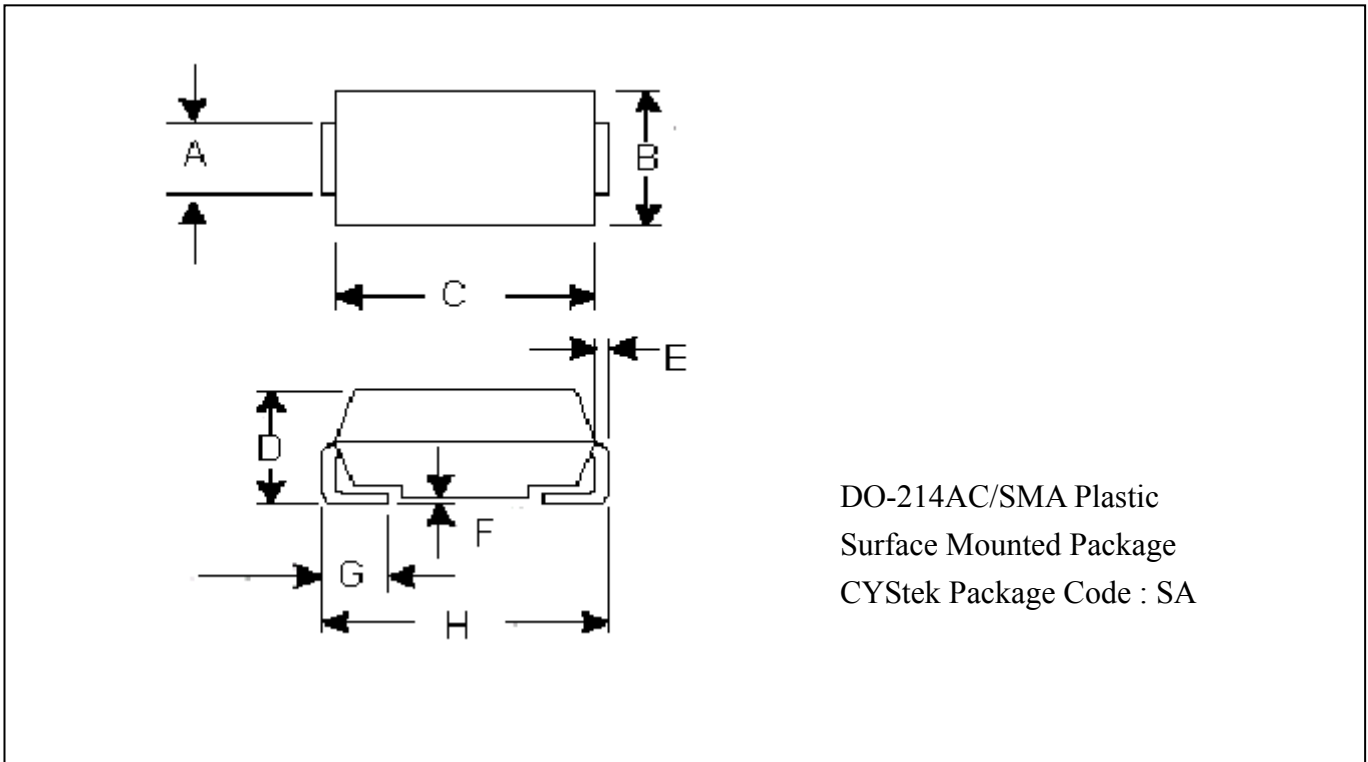 A
B
C
E
D
F
G
H
DO-214AC/SMA Plastic
Surface Mounted Package
CYStek Package Code : SA